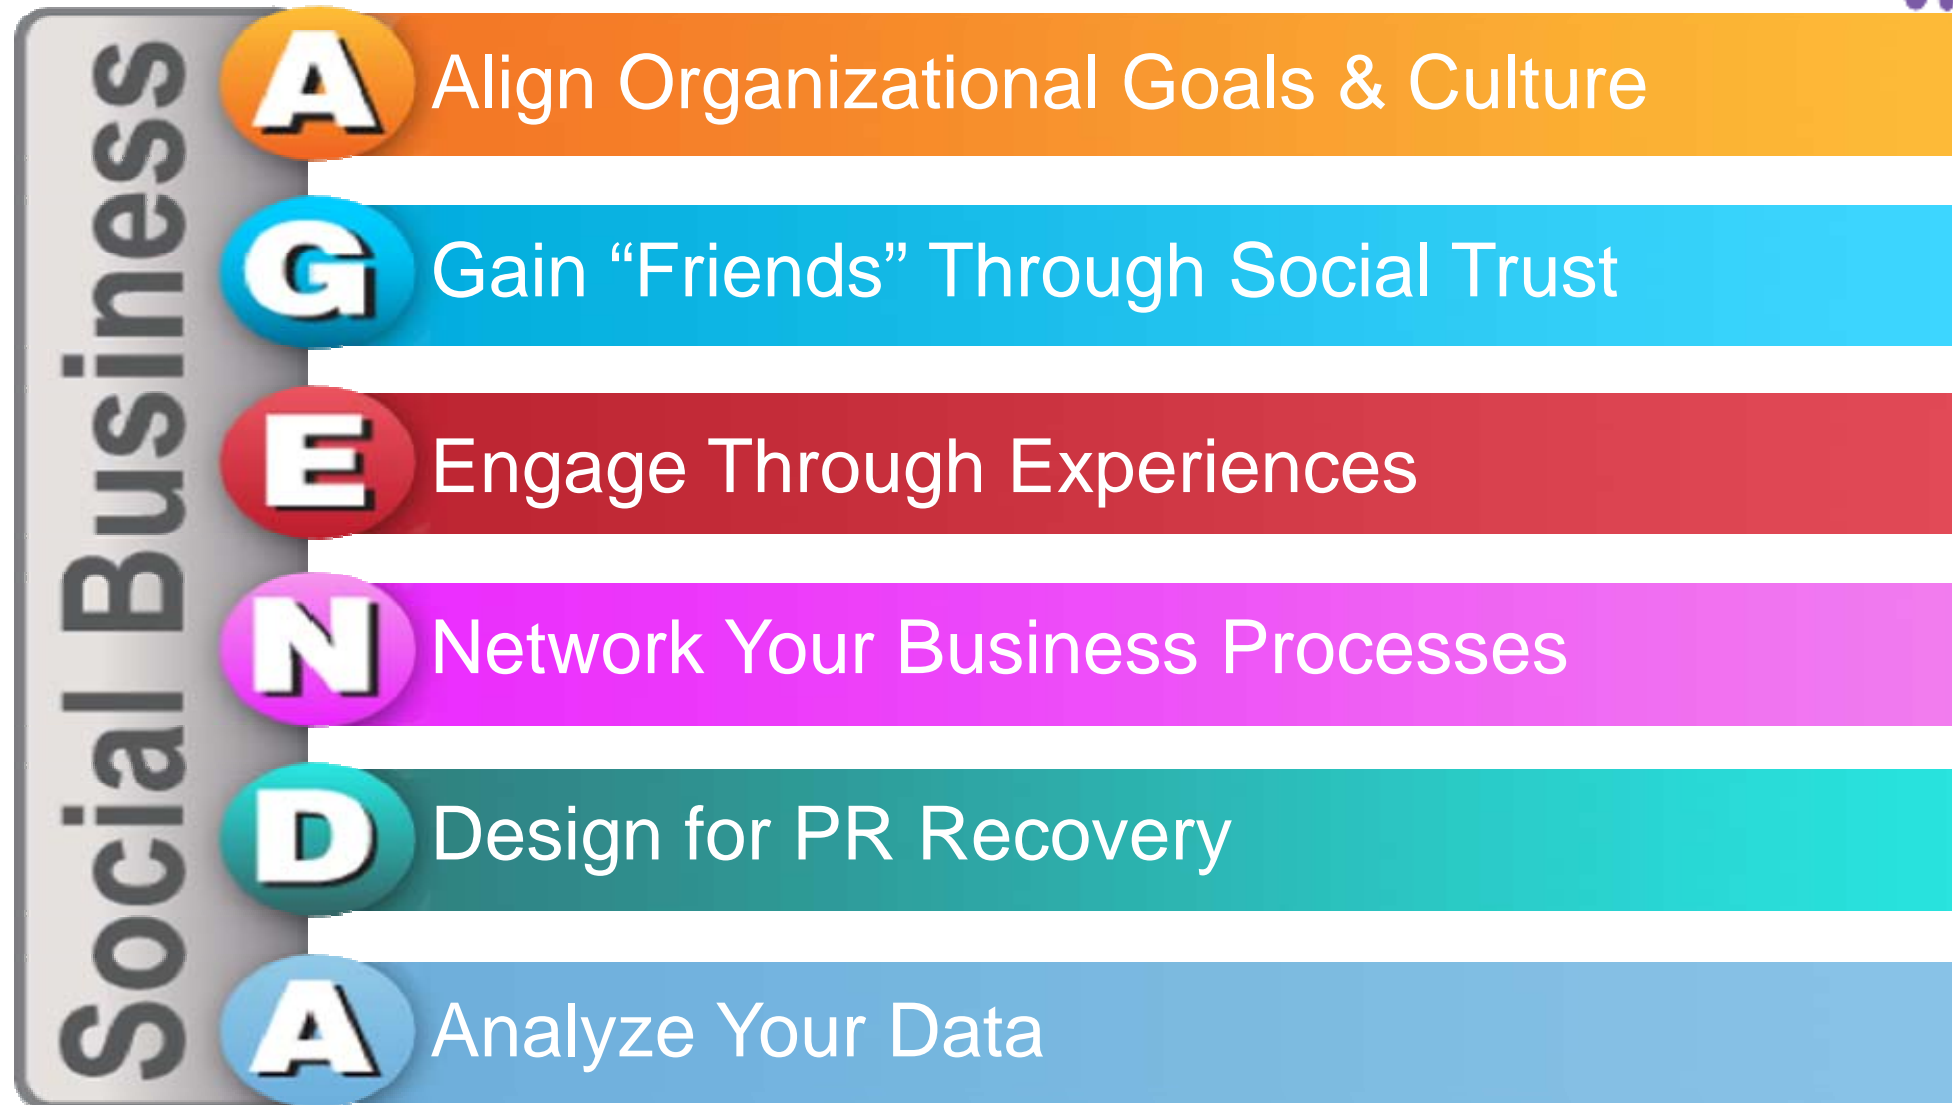 Social Business
A
Align Organizational Goals & Culture
G
Gain “Friends” Through Social Trust
E
Engage Through Experiences
N
Network Your Business Processes
D
Design for PR Recovery
A
Analyze Your Data